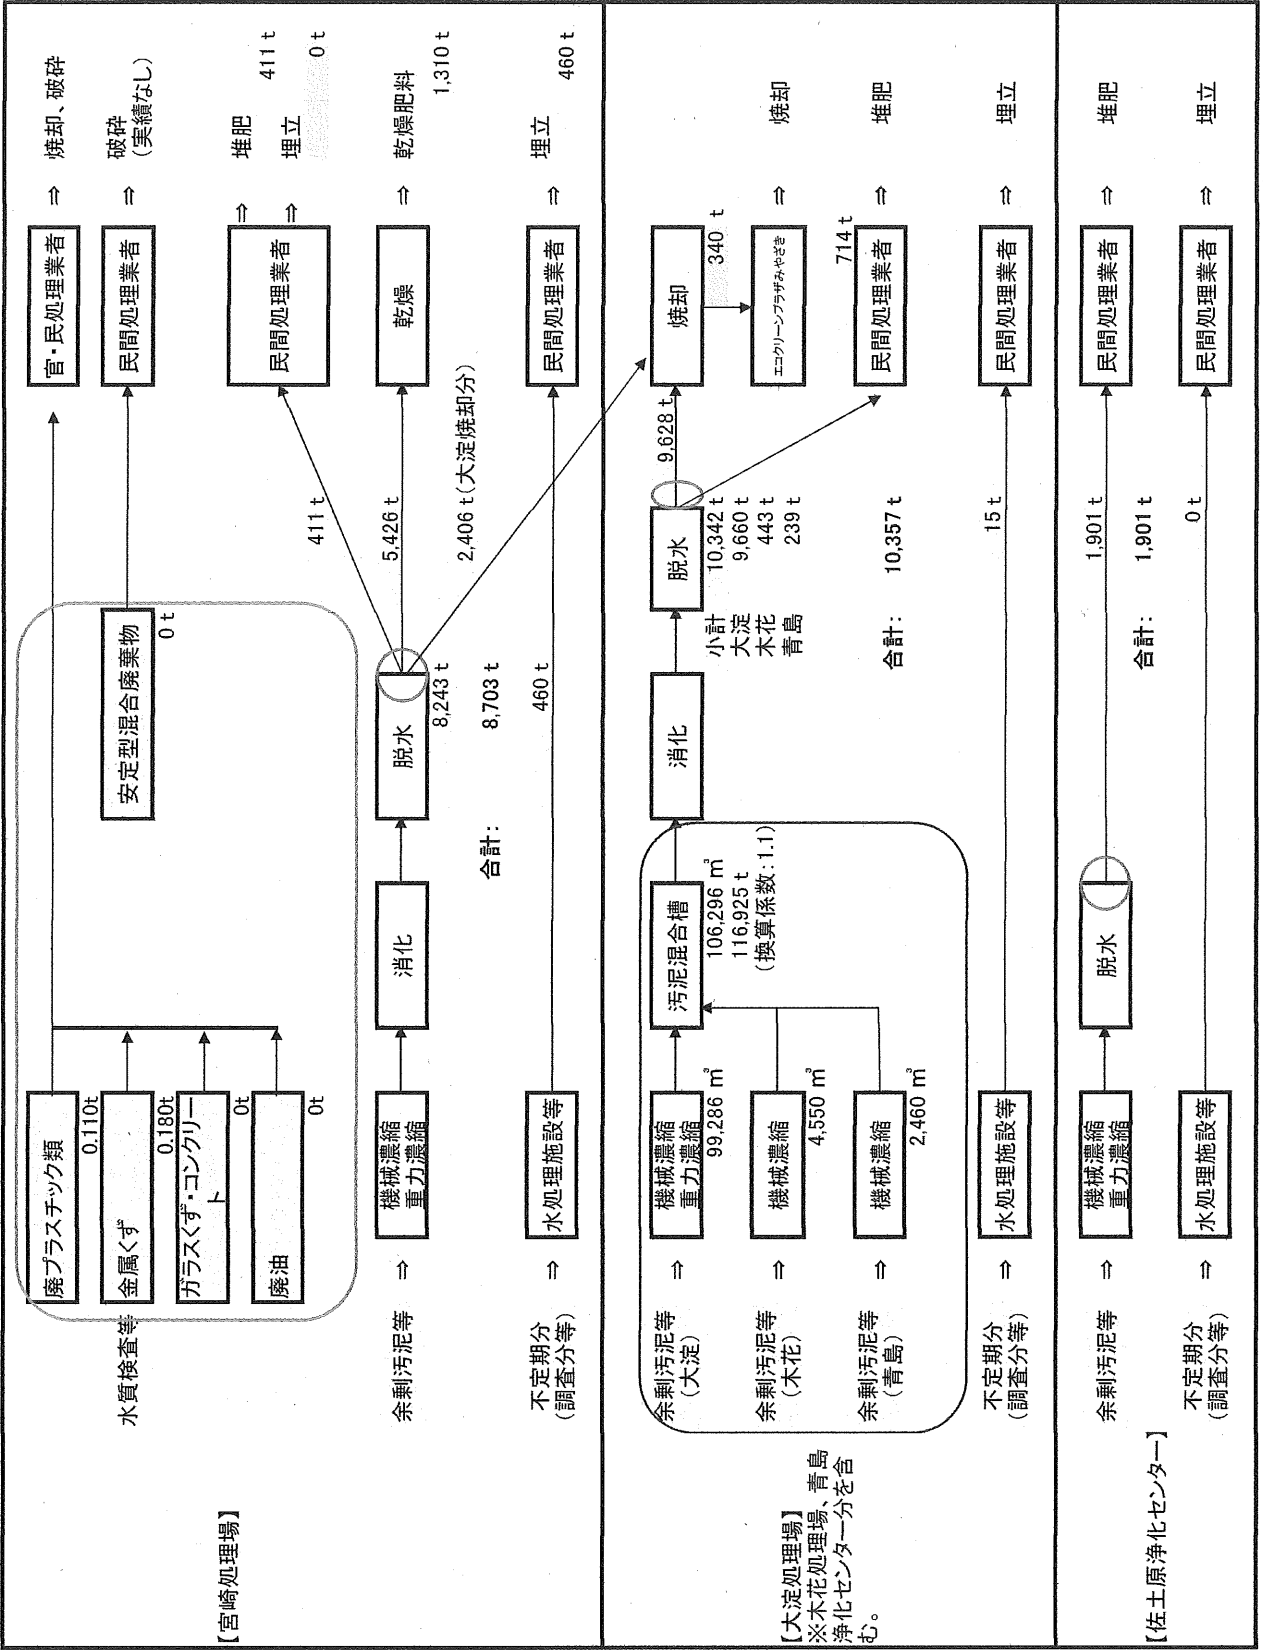 【宮崎処理場】
水質検査等
廃プラスチック類
0.110t
金属くず
0.180t
ガラスくず・コンクリー
ト
0t
廃油
0t
安定型混合廃棄物
0 t
官・民処理業者
⇒
焼却、破砕
民間処理業者
⇒
破砕
(実績なし)
余剰汚泥等
⇒
機械濃縮
重力濃縮
消化
脱水
8,243 t
411 t
民間処理業者
⇒
堆肥
411 t
⇒
埋立
0 t
5,426 t
乾燥
⇒
乾燥肥料
1,310 t
2,406 t(大淀焼却分)
合計:
8,703 t
不定期分
(調査分等)
⇒
水処理施設等
460 t
民間処理業者
⇒
埋立
460 t
【大淀処理場】
※木花処理場、青島
浄化センター分を含
む。
余剰汚泥等
(大淀)
⇒
機械濃縮
重力濃縮
99,286 ㎥
余剰汚泥等
(木花)
⇒
機械濃縮
4,550 ㎥
余剰汚泥等
(青島)
⇒
機械濃縮
2,460 ㎥
汚泥混合槽
106,296 ㎥
116,925 t
(換算係数:1.1)
消化
脱水
小計 10,342 t
大淀 9,660 t
木花 443 t
青島 239 t
9,628 t
焼却
340 t
エコクリーンプラザみやざき
⇒
焼却
714 t
民間処理業者
⇒
堆肥
合計: 10,357 t
不定期分
(調査分等)
⇒
水処理施設等
15 t
民間処理業者
⇒
埋立
【佐土原浄化センター】
余剰汚泥等
⇒
機械濃縮
重力濃縮
脱水
1,901 t
民間処理業者
⇒
堆肥
合計: 1,901 t
不定期分
(調査分等)
⇒
水処理施設等
0 t
民間処理業者
⇒
埋立